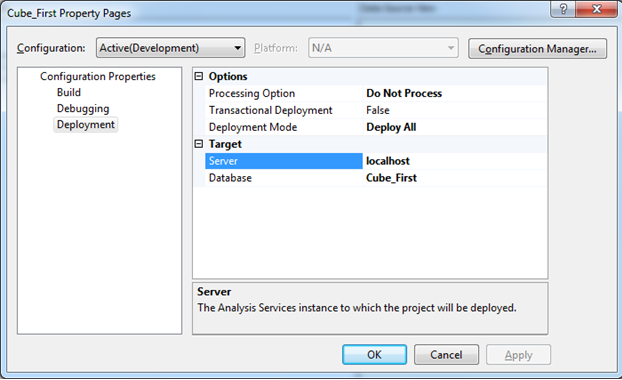 Cube_First Property Pages
Configuration: Active(Development) Platform: N/A Configuration Manager...
Configuration Properties
Build
Debugging
Deployment
Options
Processing Option Do Not Process
Transactional Deployment False
Deployment Mode Deploy All
Target
Server localhost
Database Cube_First
Server
The Analysis Services instance to which the project will be deployed.
OK Cancel Apply